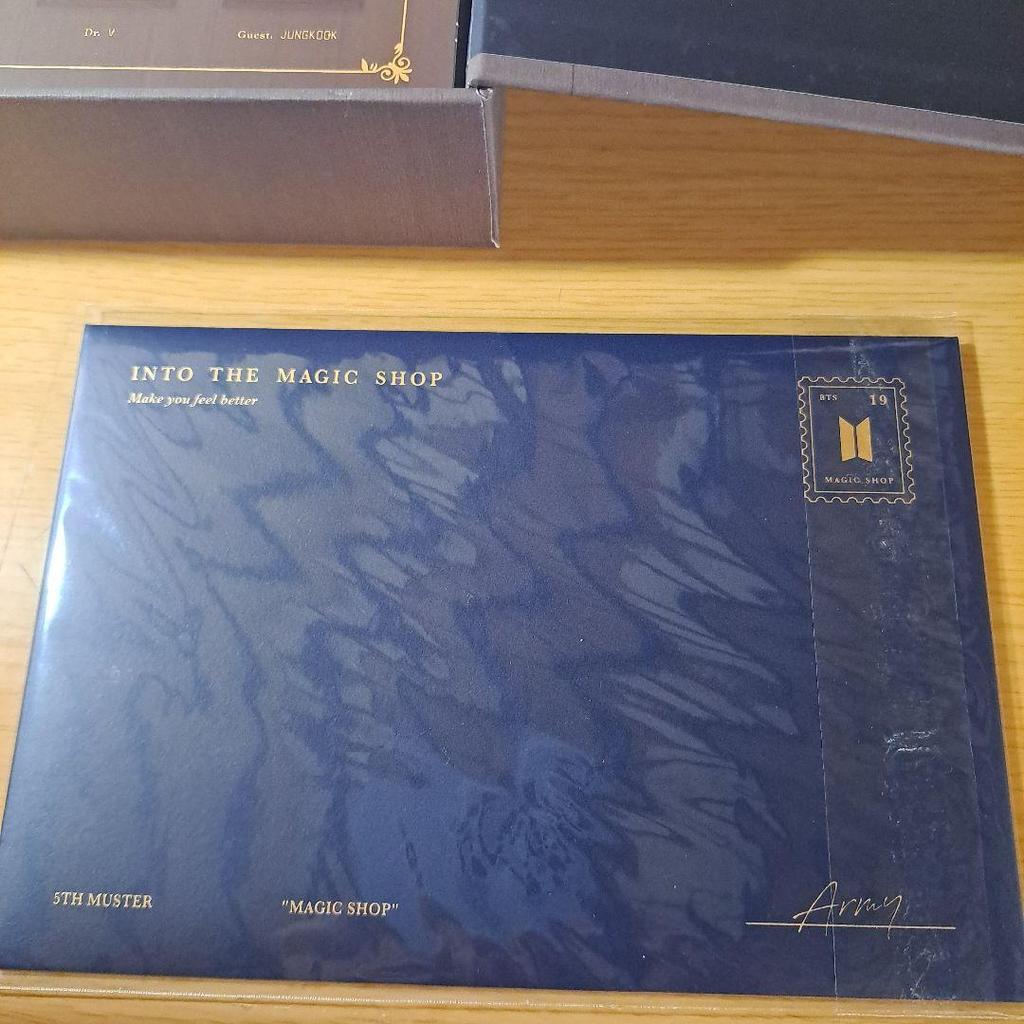 Dr. V
Guest. JUNGKOOK
INTO THE MAGIC SHOP
Make you feel better
BTS 19
MAGIC SHOP
5TH MUSTER
"MAGIC SHOP"
Army